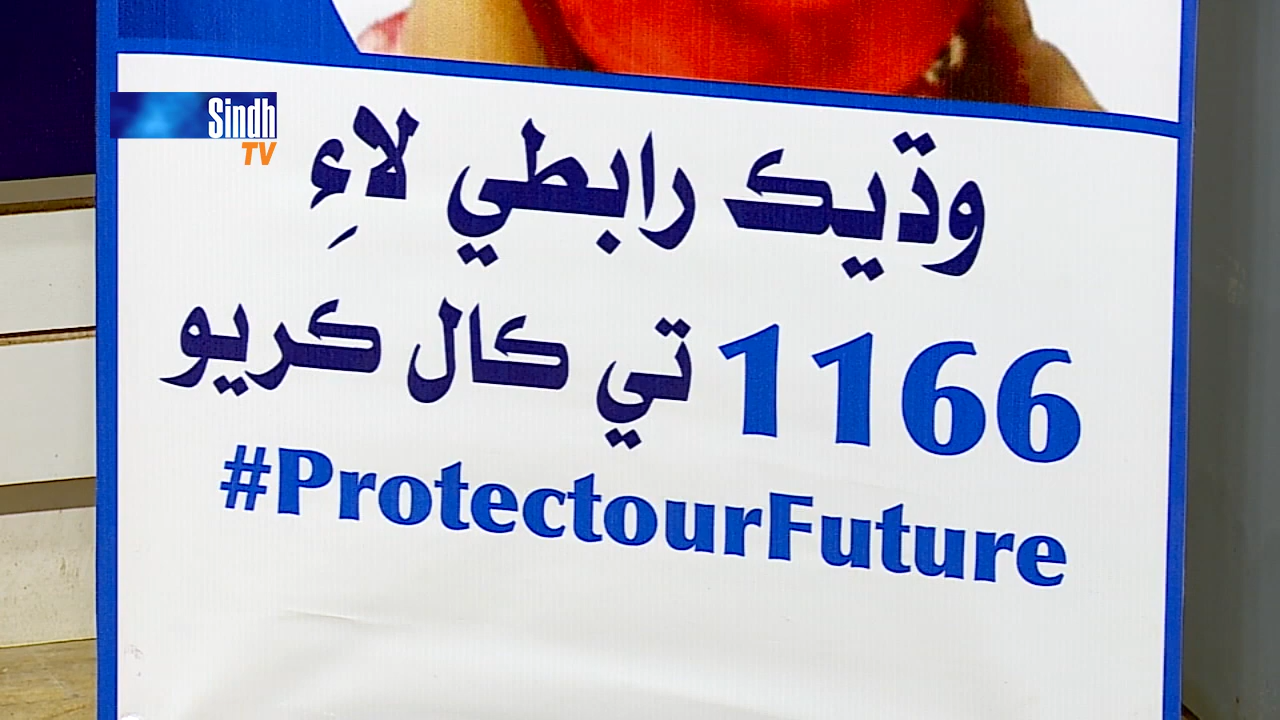 Sindh
TV
وڌيڪ رابطي لاءِ
1166 تي ڪال ڪريو
#ProtectourFuture